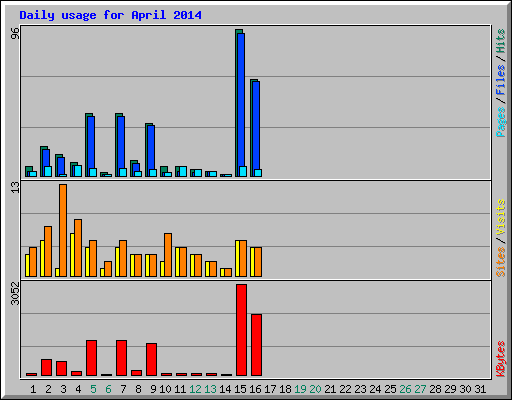 Daily usage for April 2014
96
Pages / Files / Hits
13
Sites / Visits
3052
KBytes
1 2 3 4 5 6 7 8 9 10 11 12 13 14 15 16 17 18 19 20 21 22 23 24 25 26 27 28 29 30 31